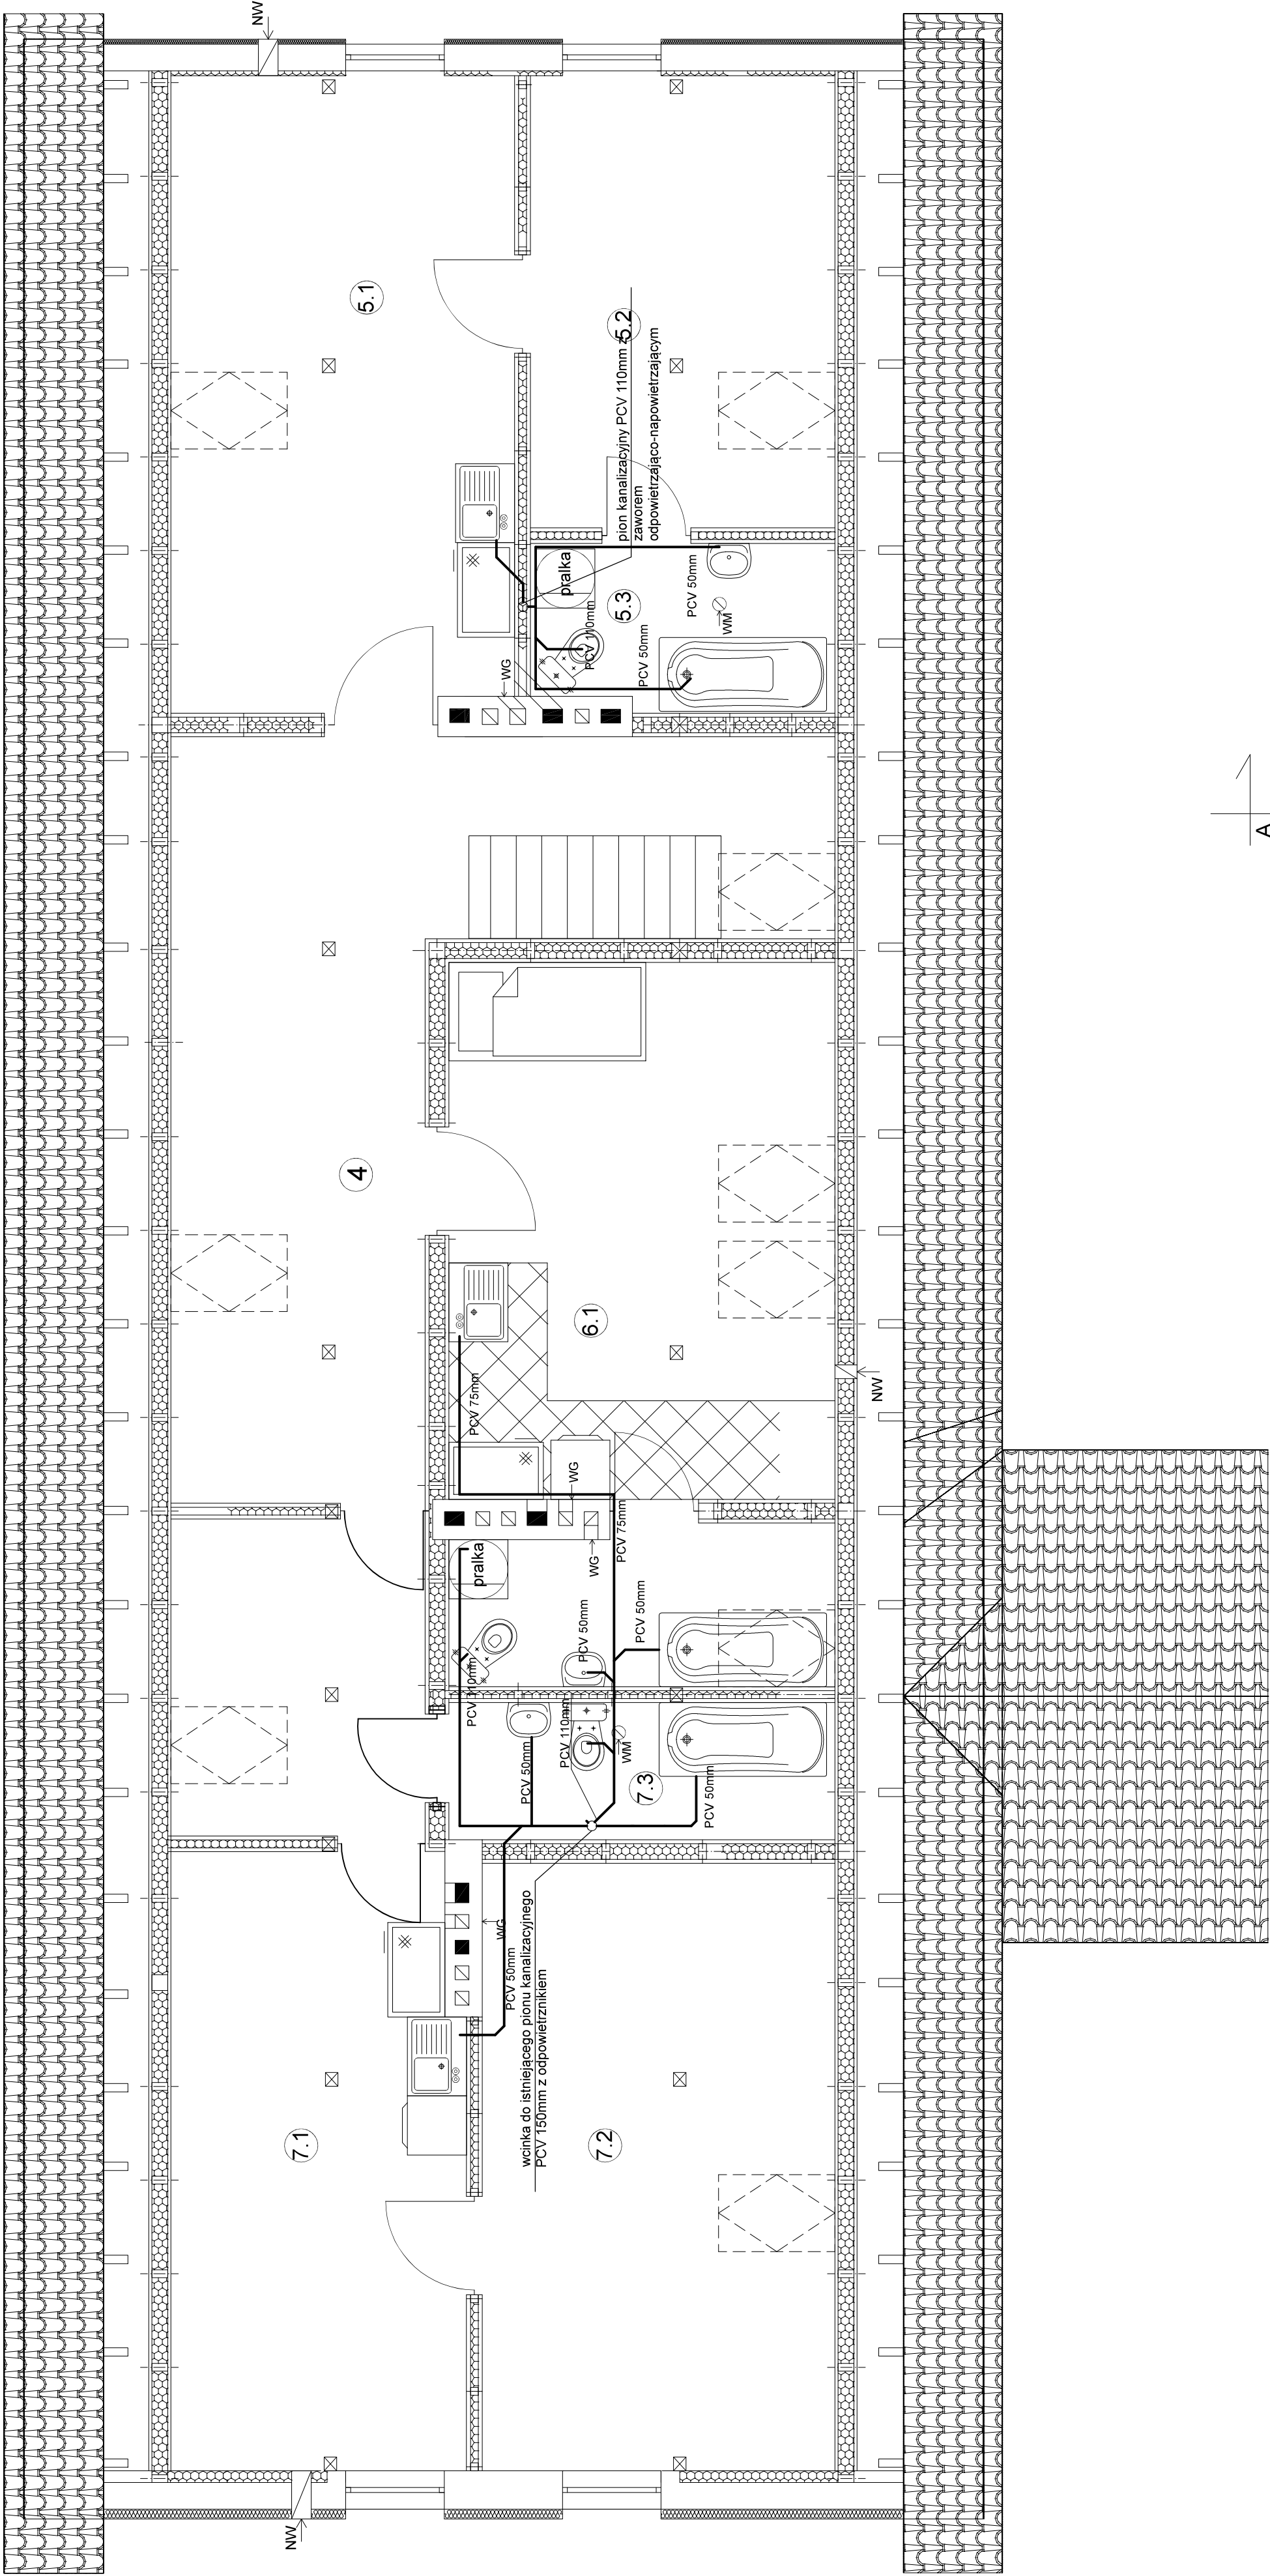 NW
5.1
5.2
pion kanalizacyjny PCV 110mm z
zaworem
odpowietrzająco-napowietrzającym
pralka
PCV 110mm
5.3
PCV 50mm
PCV 50mm
WM
WG
A
4
6.1
NW
PCV 75mm
WG
WG
PCV 75mm
pralka
PCV 110mm
PCV 50mm
PCV 50mm
PCV 50mm
PCV 110mm
WM
7.3
PCV 50mm
WG
PCV 50mm
wcinka do istniejącego pionu kanalizacyjnego
PCV 150mm z odpowietrznikiem
7.1
7.2
NW